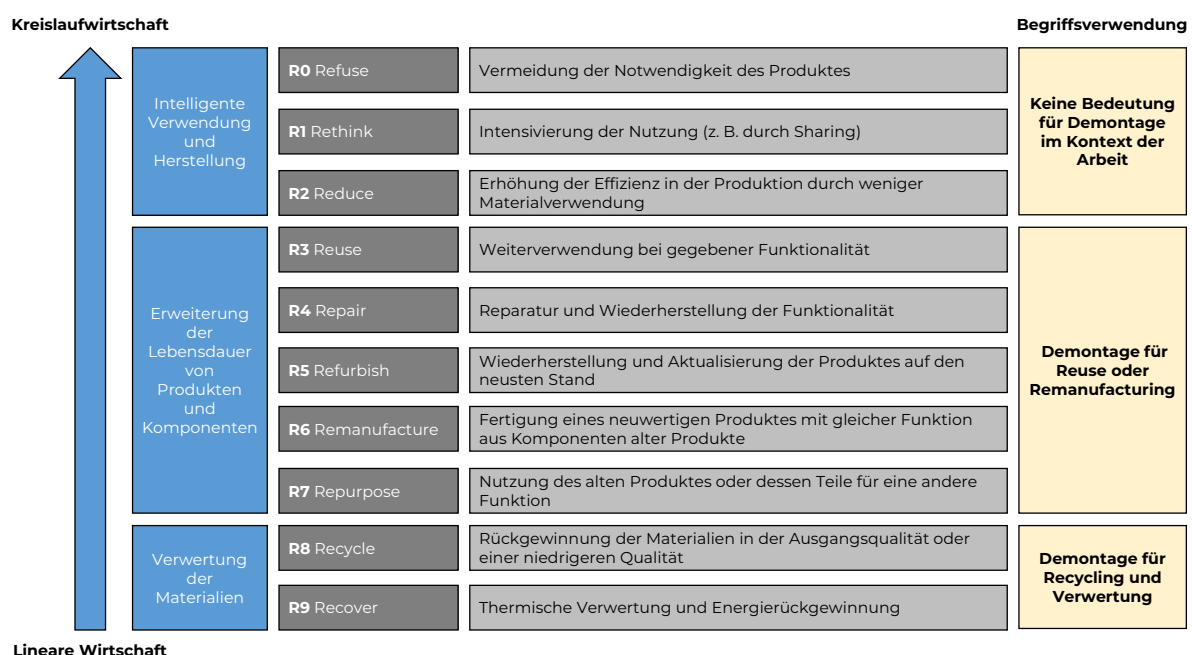 Kreislaufwirtschaft
Begriffsverwendung
Intelligente
Verwendung
und
Herstellung
R0 Refuse
Vermeidung der Notwendigkeit des Produktes
R1 Rethink
Intensivierung der Nutzung (z. B. durch Sharing)
R2 Reduce
Erhöhung der Effizienz in der Produktion durch weniger
Materialverwendung
Keine Bedeutung
für Demontage
im Kontext der
Arbeit
Erweiterung
der
Lebensdauer
von
Produkten
und
Komponenten
R3 Reuse
Weiterverwendung bei gegebener Funktionalität
R4 Repair
Reparatur und Wiederherstellung der Funktionalität
R5 Refurbish
Wiederherstellung und Aktualisierung der Produktes auf den
neusten Stand
R6 Remanufacture
Fertigung eines neuwertigen Produktes mit gleicher Funktion
aus Komponenten alter Produkte
R7 Repurpose
Nutzung des alten Produktes oder dessen Teile für eine andere
Funktion
Demontage für
Reuse oder
Remanufacturing
Verwertung
der
Materialien
R8 Recycle
Rückgewinnung der Materialien in der Ausgangsqualität oder
einer niedrigeren Qualität
R9 Recover
Thermische Verwertung und Energierückgewinnung
Demontage für
Recycling und
Verwertung
Lineare Wirtschaft